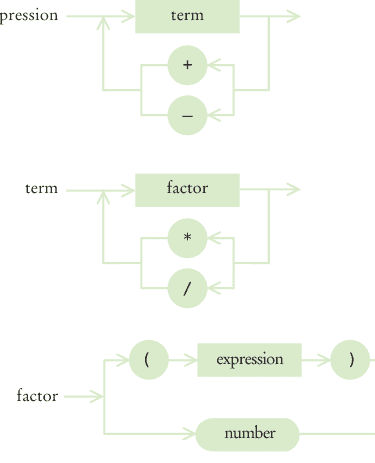 pression term
+
–
term factor
*
/
( expression )
factor
number